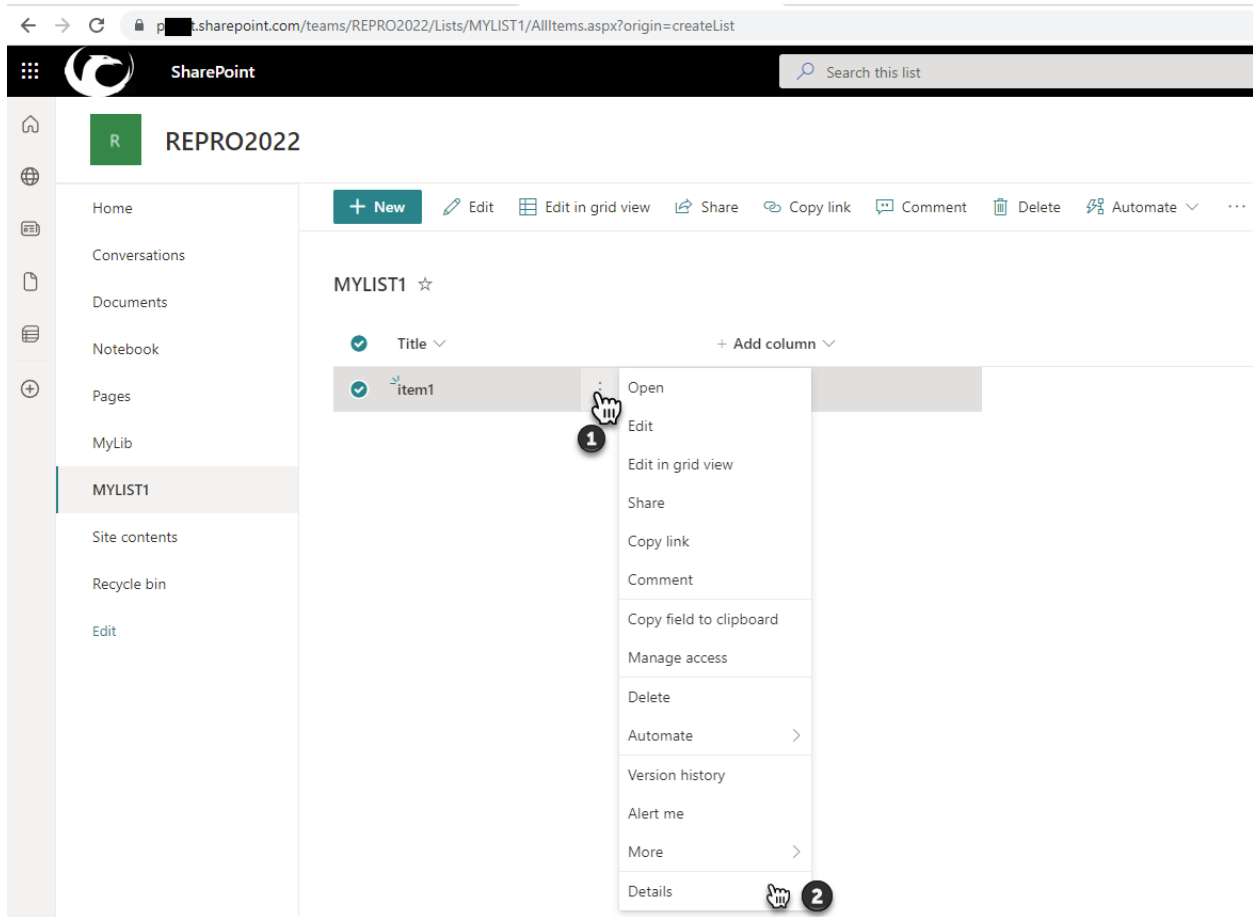 p t.sharepoint.com/teams/REPRO2022/Lists/MYLIST1/AllItems.aspx?origin=createList
SharePoint
Search this list
R
REPRO2022
Home
Conversations
Documents
Notebook
Pages
MyLib
MYLIST1
Site contents
Recycle bin
Edit
+ New Edit Edit in grid view Share Copy link Comment Delete Automate ...
MYLIST1
Title + Add column
item1
1
Open
Edit
Edit in grid view
Share
Copy link
Comment
Copy field to clipboard
Manage access
Delete
Automate
Version history
Alert me
More
Details
2